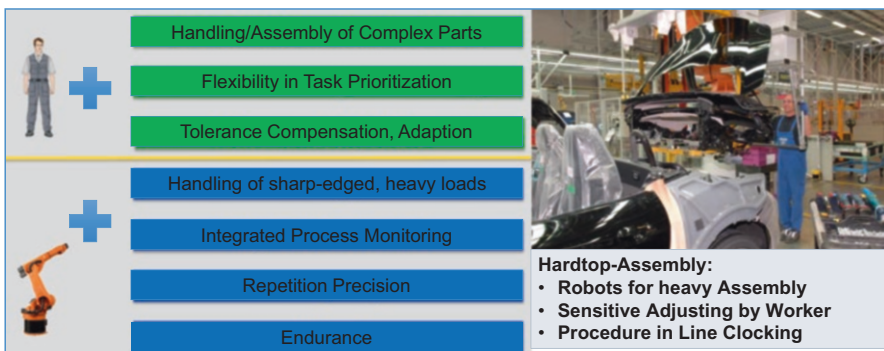 Handling/Assembly of Complex Parts
Flexibility in Task Prioritization
Tolerance Compensation, Adaption
Handling of sharp-edged, heavy loads
Integrated Process Monitoring
Repetition Precision
Endurance
Hardtop-Assembly:
• Robots for heavy Assembly
• Sensitive Adjusting by Worker
• Procedure in Line Clocking